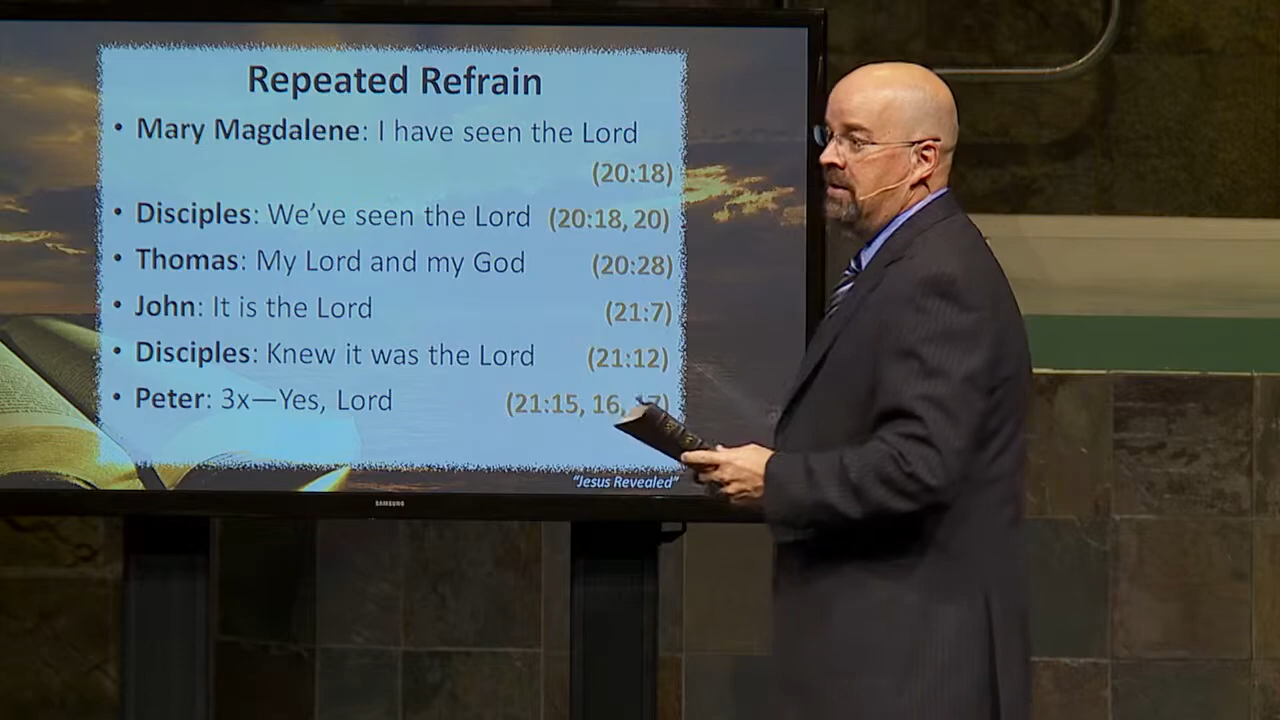 Repeated Refrain
• Mary Magdalene: I have seen the Lord
(20:18)
• Disciples: We've seen the Lord (20:18, 20)
• Thomas: My Lord and my God (20:28)
• John: It is the Lord (21:7)
• Disciples: Knew it was the Lord (21:12)
• Peter: 3x—Yes, Lord (21:15, 16, 17)
"Jesus Revealed"
SAMSUNG